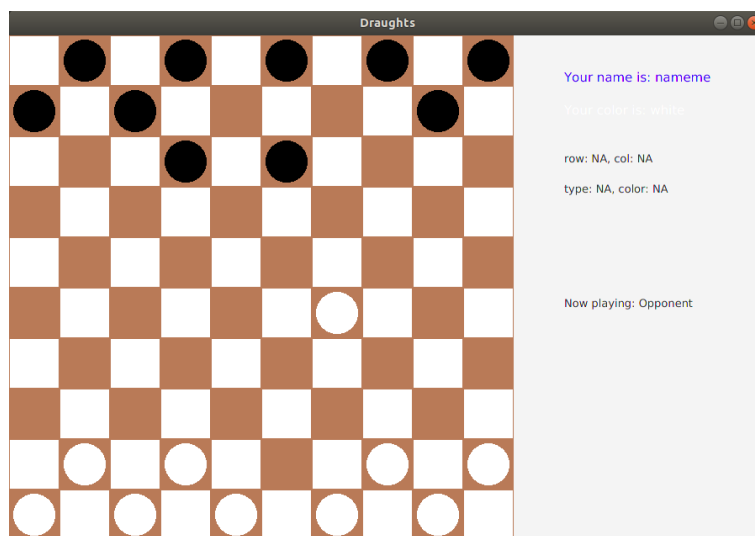 Draughts
Your name is: nameme
Your color is: white
row: NA, col: NA
type: NA, color: NA
Now playing: Opponent